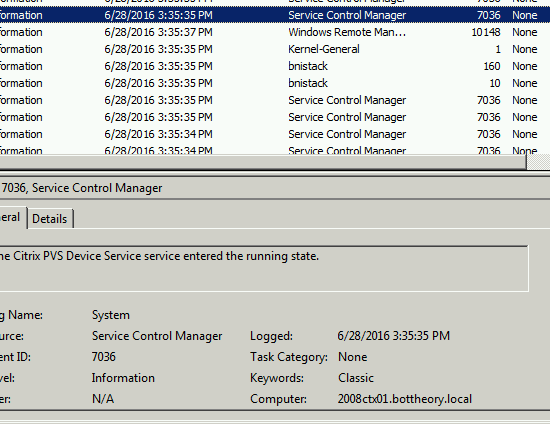 formation 6/28/2016 3:35:35 PM Service Control Manager 7036 None
formation 6/28/2016 3:35:37 PM Windows Remote Man... 10148 None
formation 6/28/2016 3:35:35 PM Kernel-General 1 None
formation 6/28/2016 3:35:35 PM bnistack 160 None
formation 6/28/2016 3:35:35 PM bnistack 10 None
formation 6/28/2016 3:35:35 PM Service Control Manager 7036 None
formation 6/28/2016 3:35:35 PM Service Control Manager 7036 None
formation 6/28/2016 3:35:34 PM Service Control Manager 7036 None
formation 6/28/2016 3:35:34 PM Service Control Manager 7036 None
7036, Service Control Manager
neral Details
he Citrix PVS Device Service service entered the running state.
g Name: System
urce: Service Control Manager Logged: 6/28/2016 3:35:35 PM
ent ID: 7036 Task Category: None
vel: Information Keywords: Classic
er: N/A Computer: 2008ctx01.bottheory.local